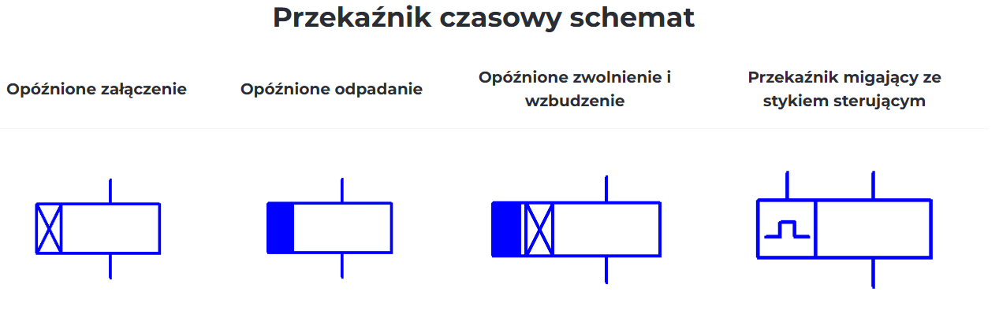 Przekaźnik czasowy schemat
Opóźnione załączenie
Opóźnione odpadanie
Opóźnione zwolnienie i
wzbudzenie
Przekaźnik migający ze
stykiem sterującym